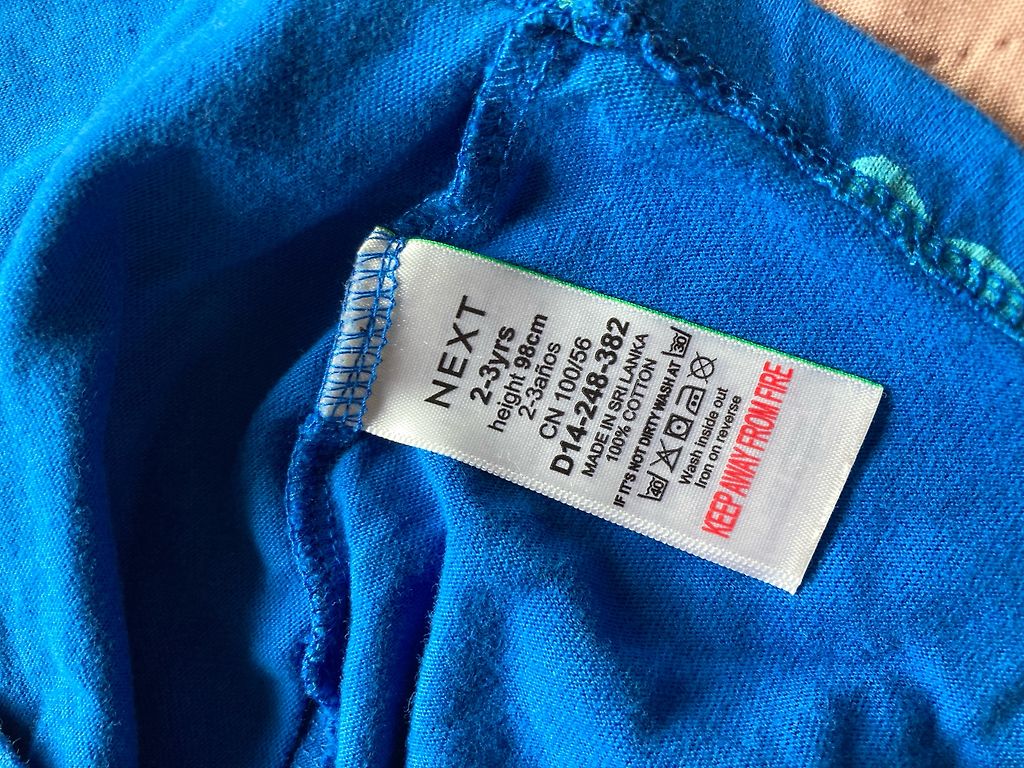 NEXT
2-3yrs
height 98cm
2-3años
CN 100/56
D14-248-382
MADE IN SRI LANKA
100% COTTON
IF IT'S NOT DIRTY WASH AT 30
40
Wash inside out
Iron on reverse
KEEP AWAY FROM FIRE